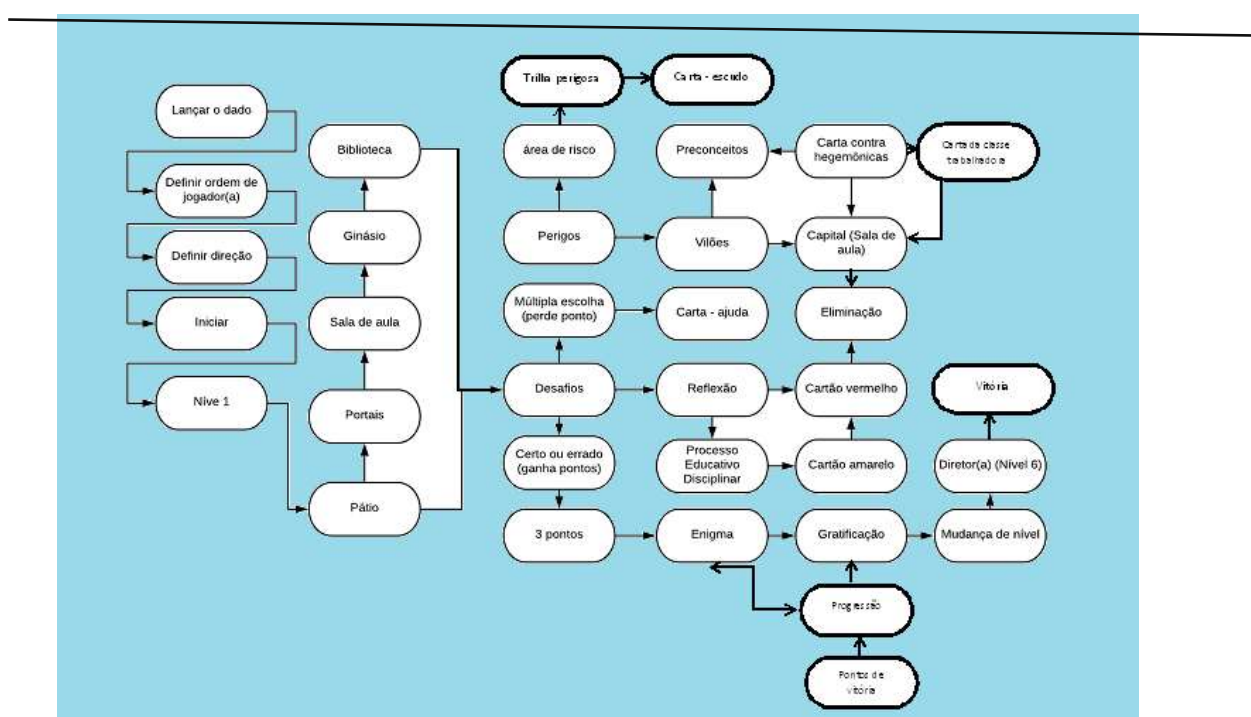 Lançar o dado
Definir ordem de
jogador(a)
Definir direção
Iniciar
Níve 1
Biblioteca
Ginásio
Sala de aula
Portais
Pátio
Trilha perigosa
Carta - escudo
área de risco
Preconceitos
Carta contra
hegemônicas
Carta da classe
trabalhadora
Perigos
Vilões
Capital (Sala de
aula)
Múltipla escolha
(perde ponto)
Carta - ajuda
Eliminação
Desafios
Reflexão
Cartão vermelho
Vitória
Certo ou errado
(ganha pontos)
Processo
Educativo
Disciplinar
Cartão amarelo
Diretor(a) (Nível 6)
3 pontos
Enigma
Gratificação
Mudança de nível
Progressão
Pontos de
vitória